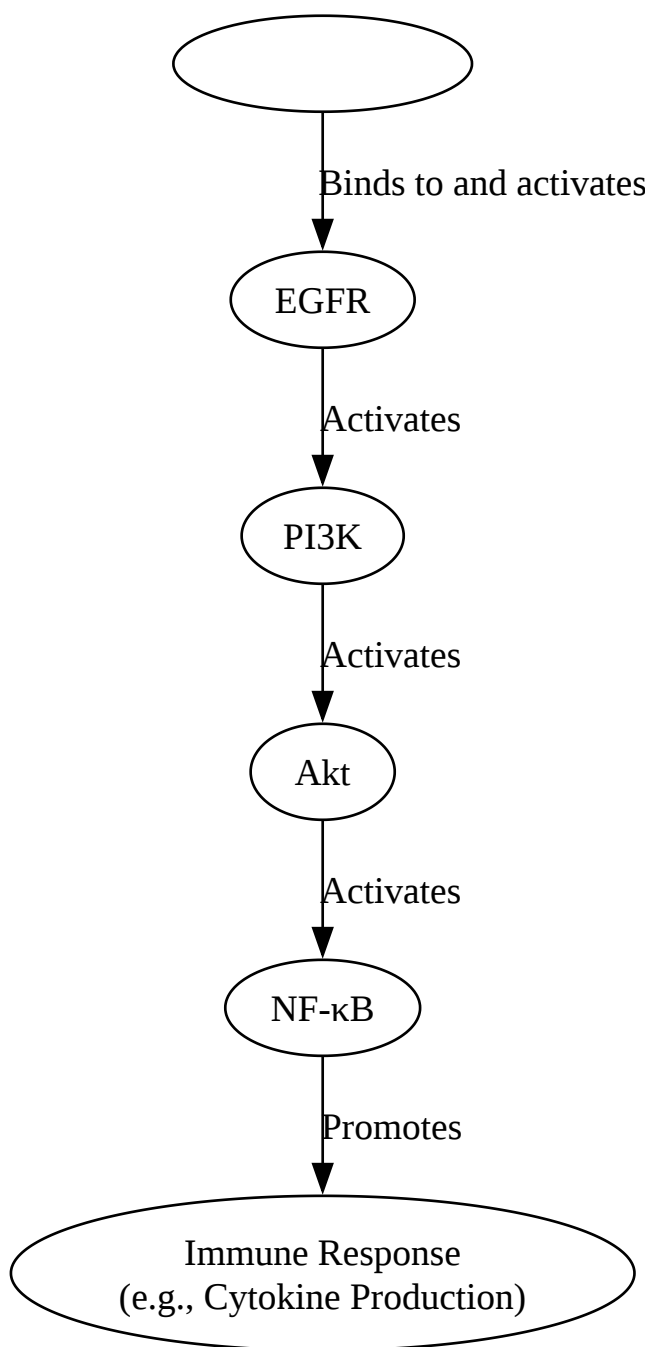 Binds to and activates
EGFR
Activates
PI3K
Activates
Akt
Activates
NF-κB
Promotes
Immune Response
(e.g., Cytokine Production)